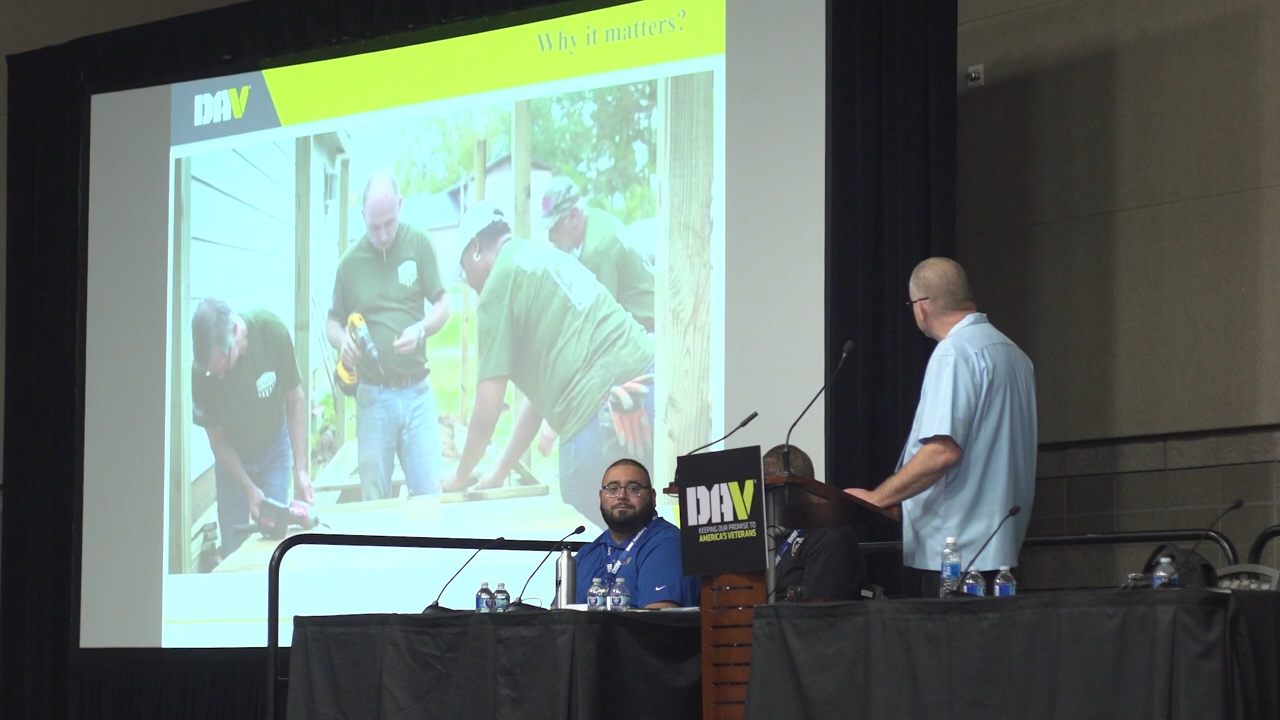 Why it matters?
DAV
DAV
KEEPING OUR PROMISE TO
AMERICA'S VETERANS